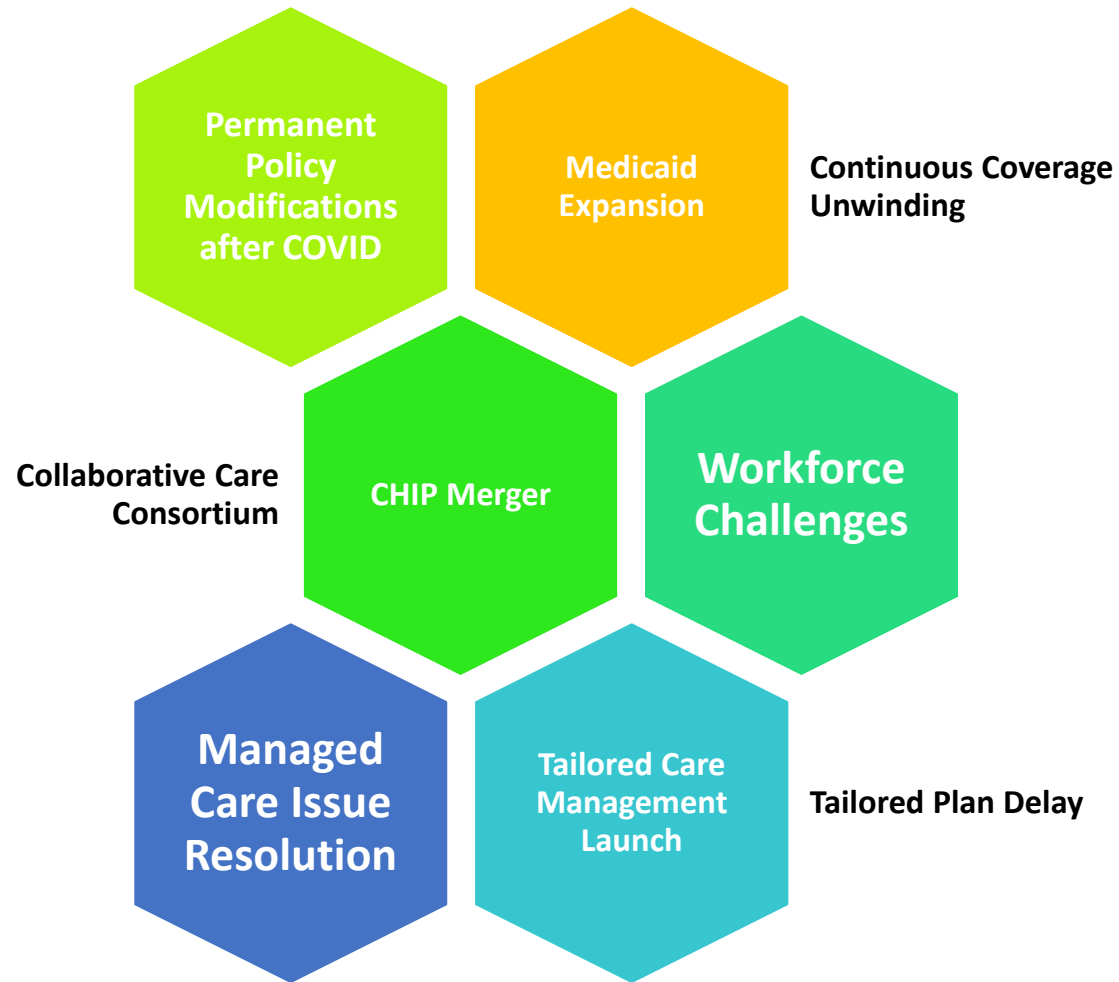 Permanent
Policy
Modifications
after COVID
Medicaid
Expansion
Continuous Coverage
Unwinding
Collaborative Care
Consortium
CHIP Merger
Workforce
Challenges
Managed
Care Issue
Resolution
Tailored Care
Management
Launch
Tailored Plan Delay